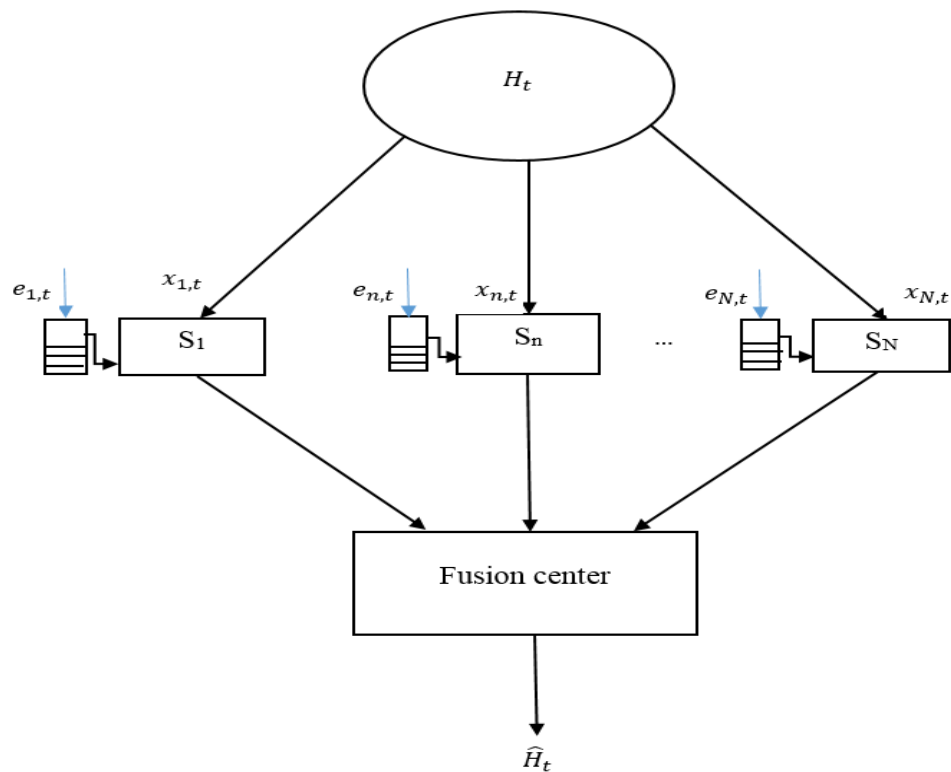 H_t
e_{1,t} x_{1,t} e_{n,t} x_{n,t} e_{N,t} x_{N,t}
S_1 S_n ... S_N
Fusion center
Ĥ_t